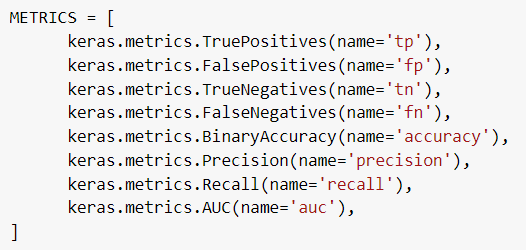 METRICS = [
      keras.metrics.TruePositives(name='tp'),
      keras.metrics.FalsePositives(name='fp'),
      keras.metrics.TrueNegatives(name='tn'),
      keras.metrics.FalseNegatives(name='fn'),
      keras.metrics.BinaryAccuracy(name='accuracy'),
      keras.metrics.Precision(name='precision'),
      keras.metrics.Recall(name='recall'),
      keras.metrics.AUC(name='auc'),
]